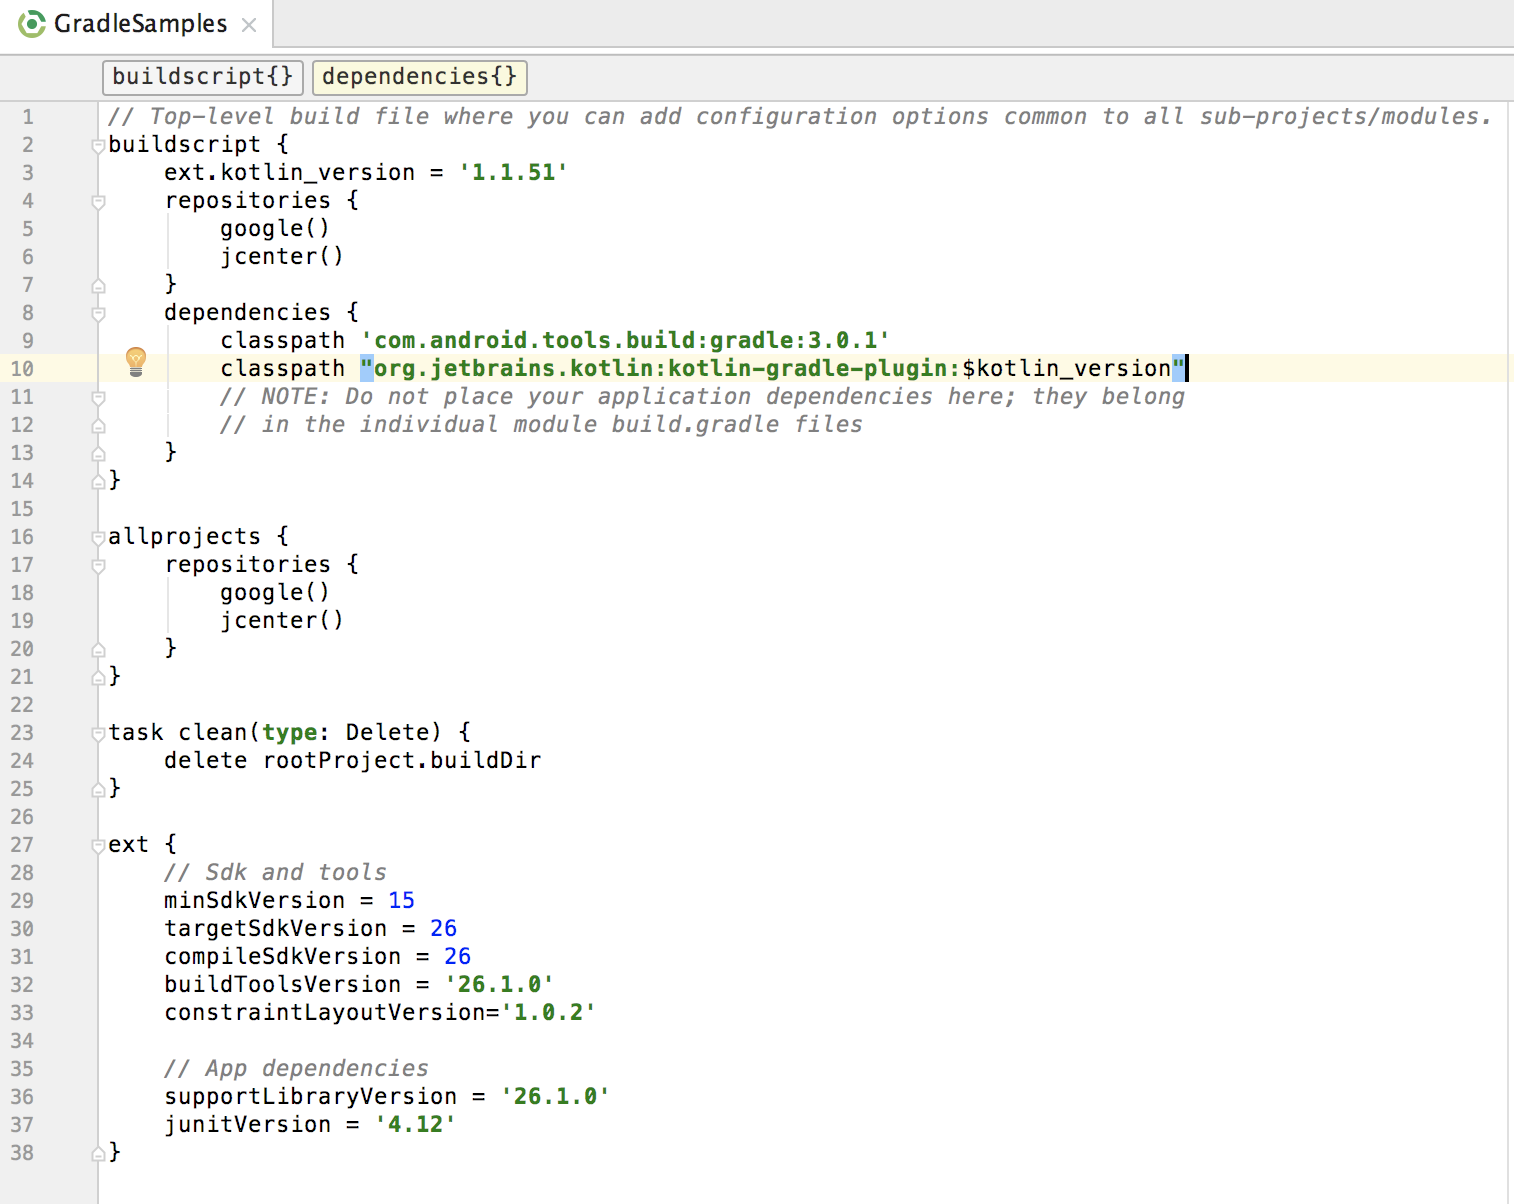 GradleSamples
buildscript{} dependencies{}
1 // Top-level build file where you can add configuration options common to all sub-projects/modules.
2 buildscript {
3     ext.kotlin_version = '1.1.51'
4     repositories {
5         google()
6         jcenter()
7     }
8     dependencies {
9         classpath 'com.android.tools.build:gradle:3.0.1'
10         classpath "org.jetbrains.kotlin:kotlin-gradle-plugin:$kotlin_version"
11         // NOTE: Do not place your application dependencies here; they belong
12         // in the individual module build.gradle files
13     }
14 }
15
16 allprojects {
17     repositories {
18         google()
19         jcenter()
20     }
21 }
22
23 task clean(type: Delete) {
24     delete rootProject.buildDir
25 }
26
27 ext {
28     // Sdk and tools
29     minSdkVersion = 15
30     targetSdkVersion = 26
31     compileSdkVersion = 26
32     buildToolsVersion = '26.1.0'
33     constraintLayoutVersion='1.0.2'
34
35     // App dependencies
36     supportLibraryVersion = '26.1.0'
37     junitVersion = '4.12'
38 }